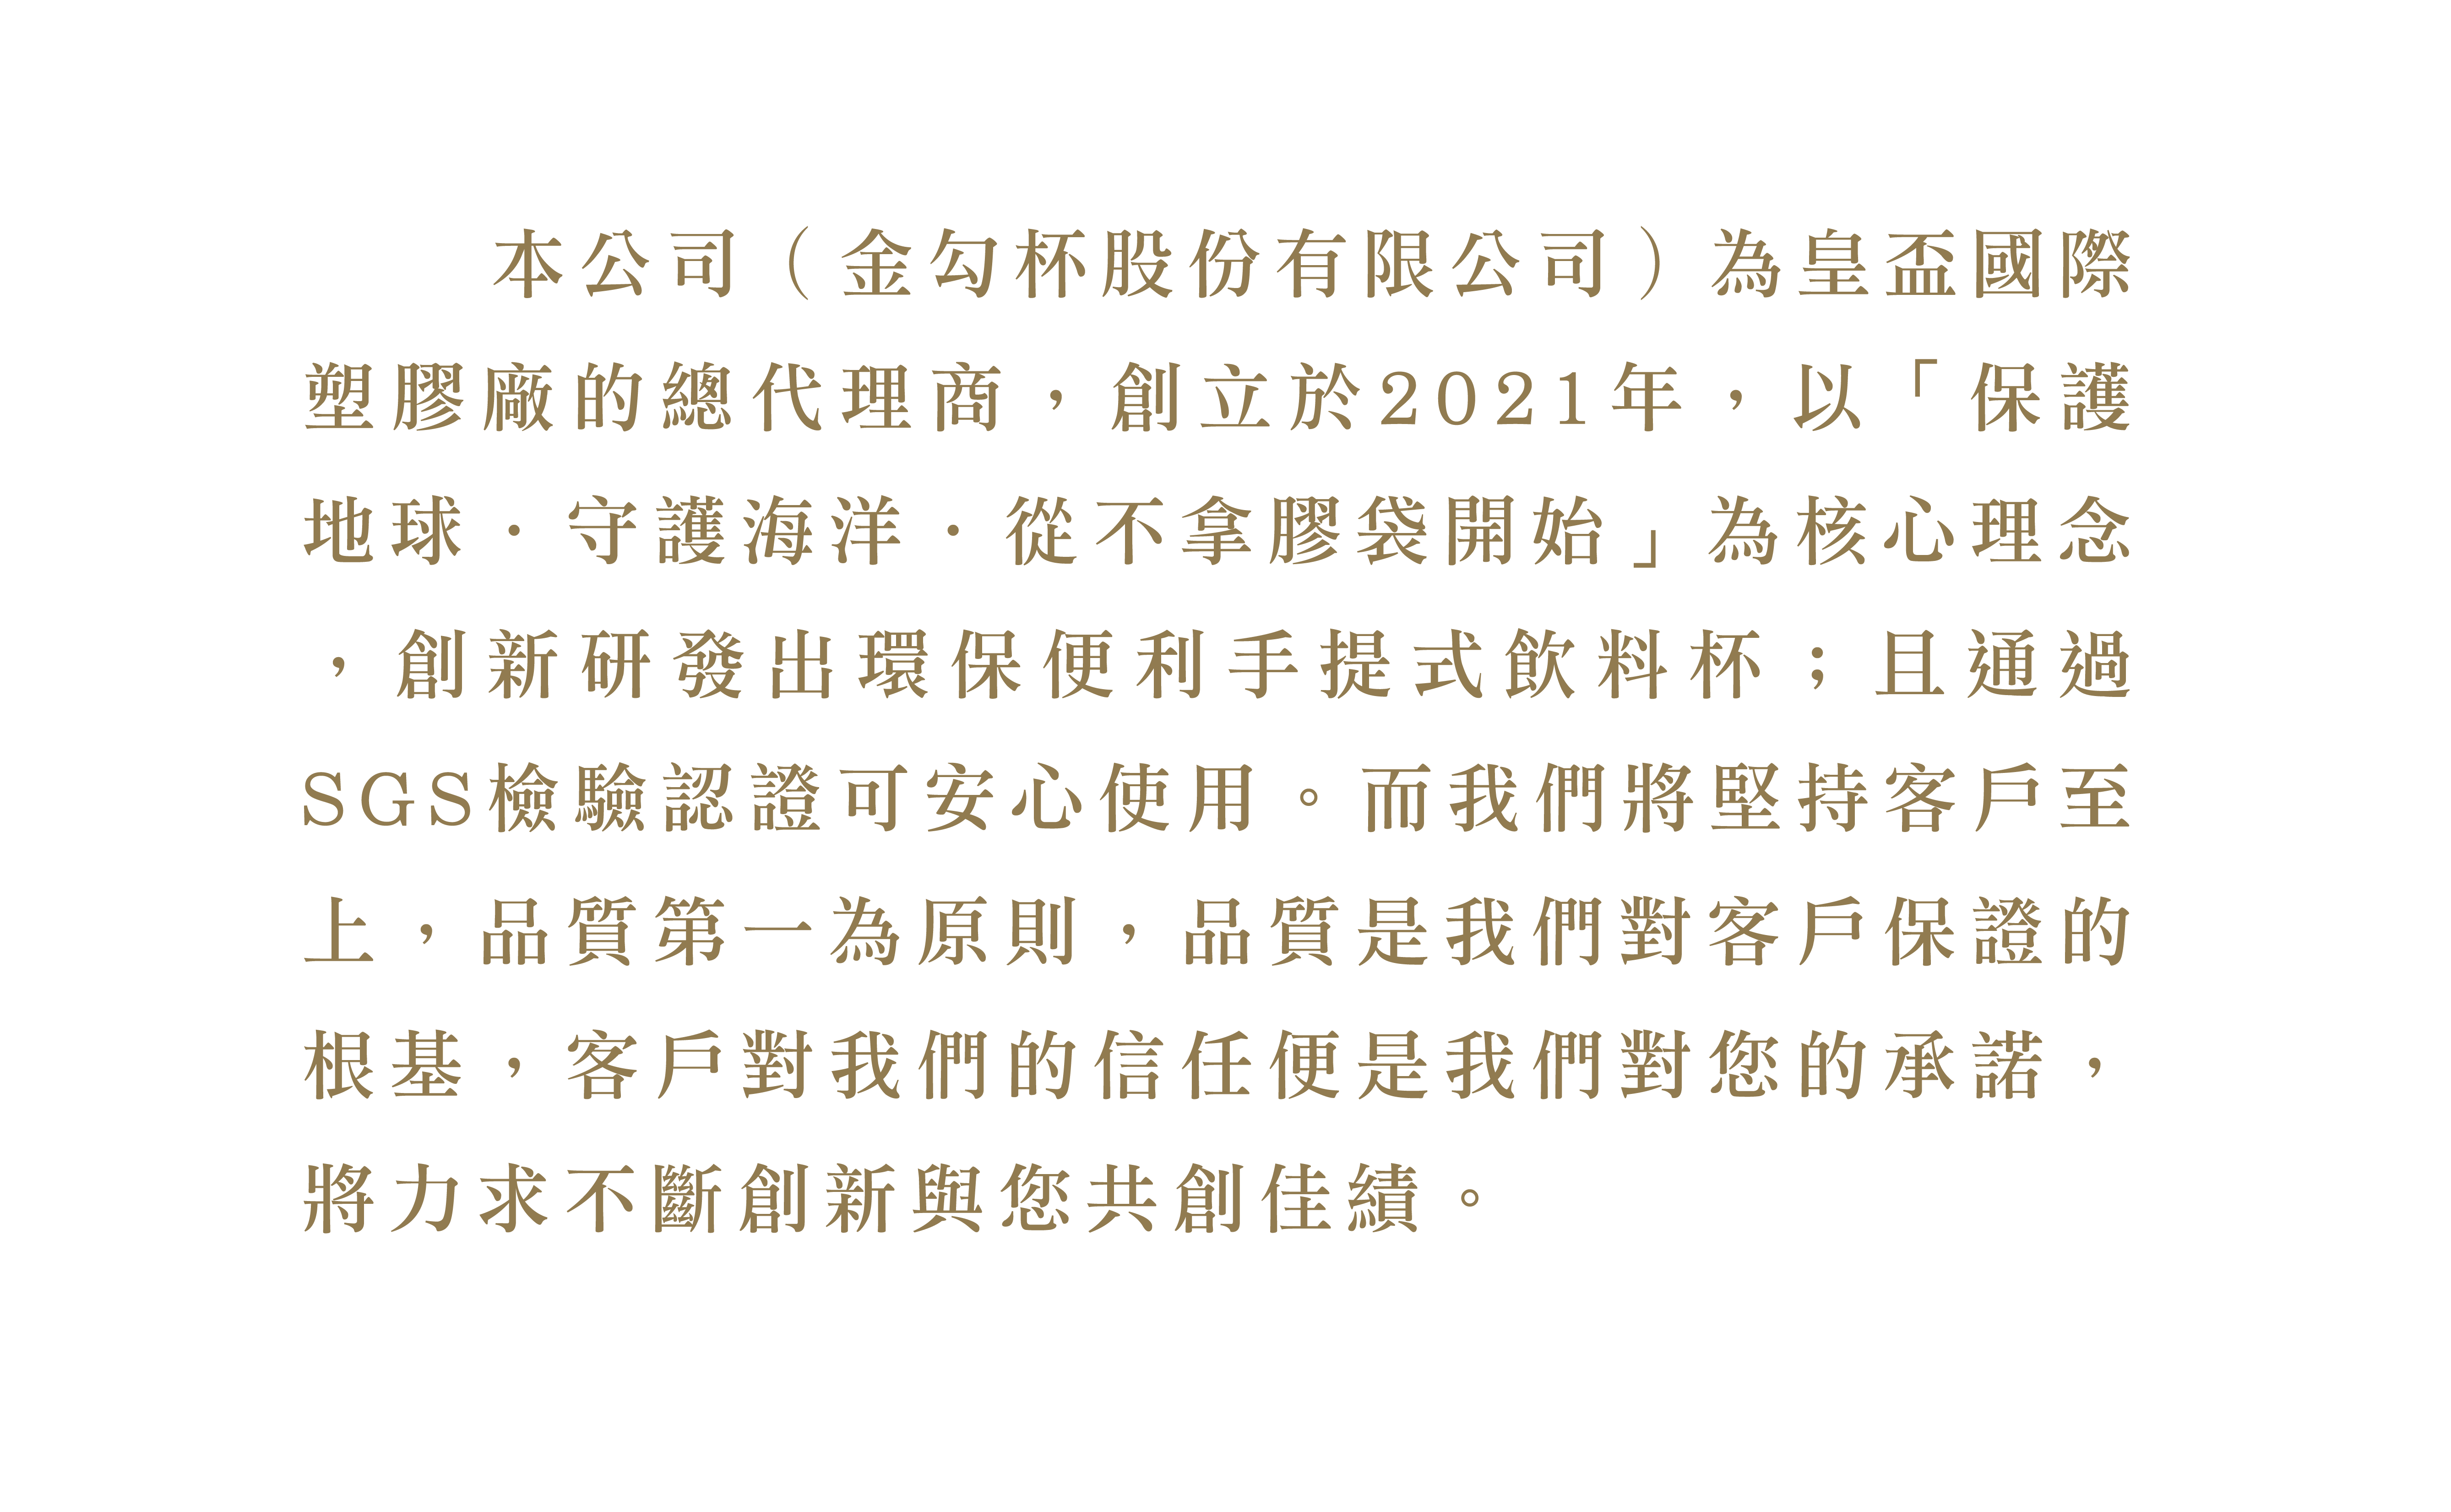 本公司（金勾杯股份有限公司）為皇盃國際
塑膠廠的總代理商，創立於2021年，以「保護
地球·守護海洋·從不拿膠袋開始」為核心理念
，創新研發出環保便利手提式飲料杯；且通過
SGS檢驗認證可安心使用。而我們將堅持客戶至
上，品質第一為原則，品管是我們對客戶保證的
根基，客戶對我們的信任便是我們對您的承諾，
將力求不斷創新與您共創佳績。